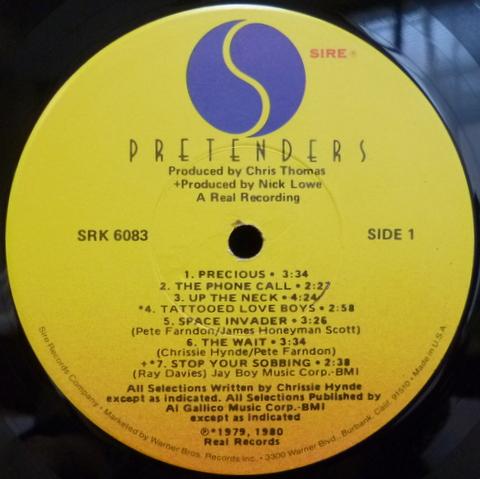 SIRE ®
PRETENDERS
Produced by Chris Thomas
+Produced by Nick Lowe
A Real Recording
SRK 6083
SIDE 1
1. PRECIOUS • 3:34
2. THE PHONE CALL • 2:27
3. UP THE NECK • 4:24
*4. TATTOOED LOVE BOYS • 2:58
5. SPACE INVADER • 3:26
(Pete Farndon/James Honeyman Scott)
6. THE WAIT • 3:34
(Chrissie Hynde/Pete Farndon)
+*7. STOP YOUR SOBBING • 2:38
(Ray Davies) Jay Boy Music Corp.-BMI
All Selections Written by Chrissie Hynde
except as indicated. All Selections Published by
Al Gallico Music Corp.-BMI
except as indicated
℗*1979, 1980
Real Records
Sire Records Company • Marketed by Warner Bros. Records Inc. • 3300 Warner Blvd., Burbank, Calif. 91510 • Made in U.S.A.